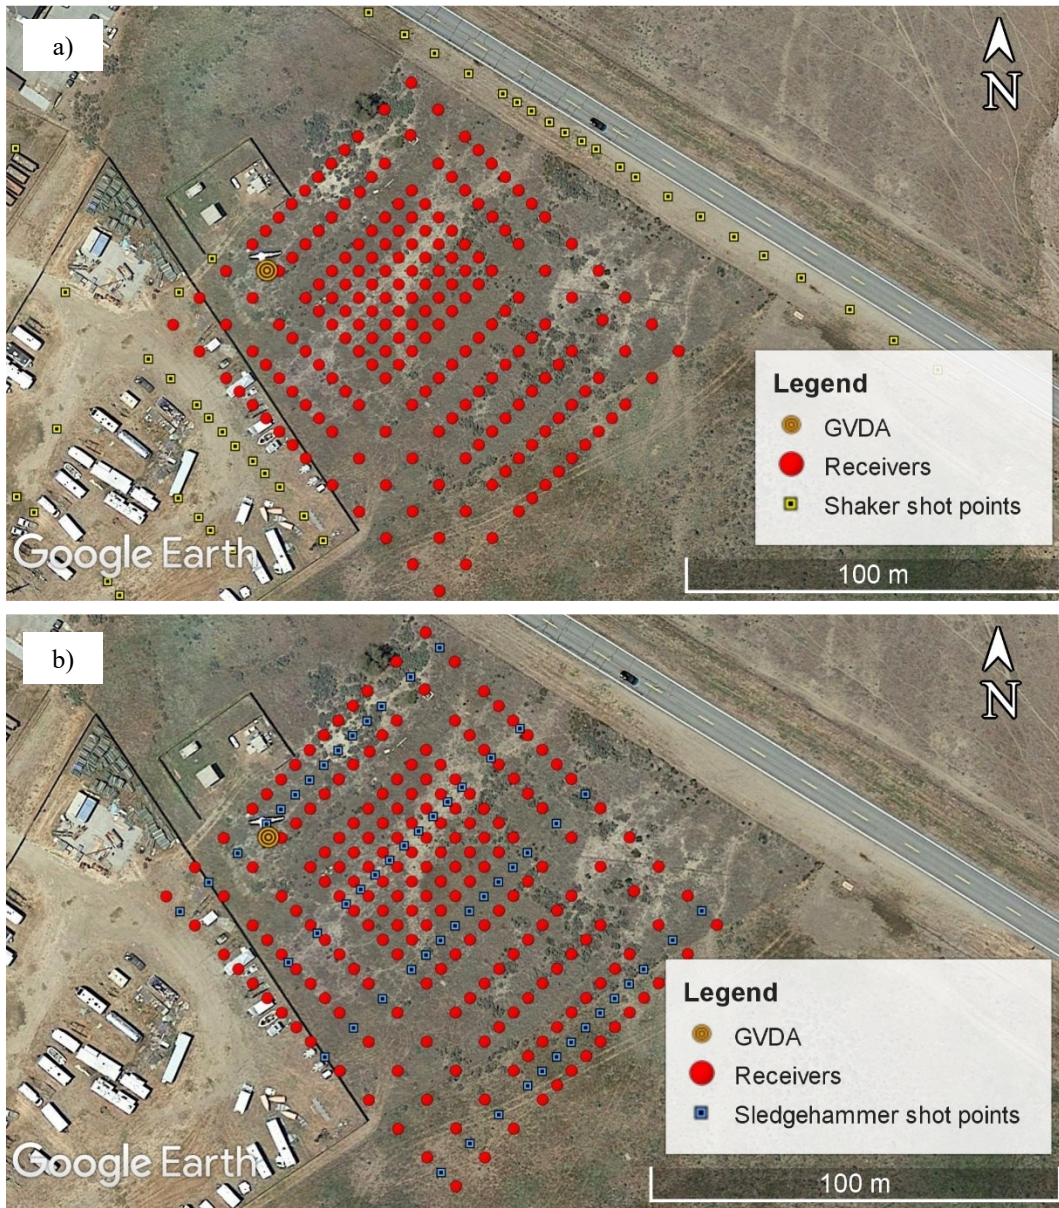 a)
N
Legend
GVDA
Receivers
Shaker shot points
Google Earth
100 m
b)
N
Legend
GVDA
Receivers
Sledgehammer shot points
Google Earth
100 m